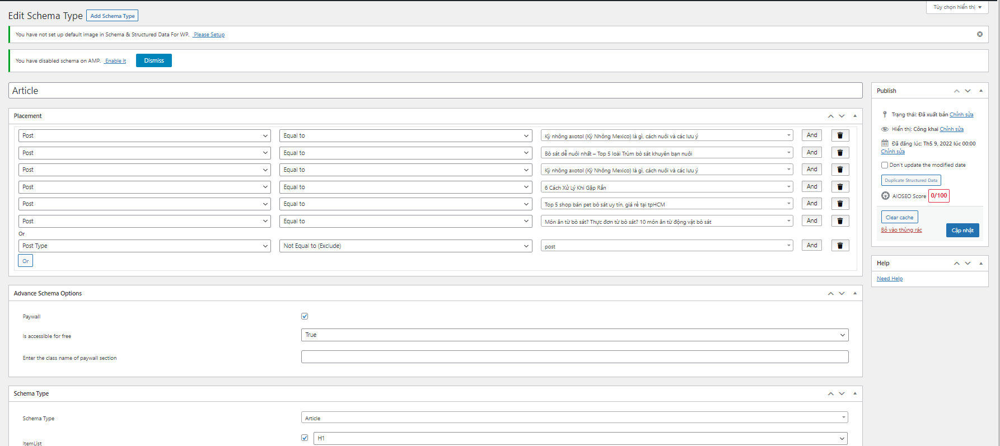 Tùy chọn hiển thị
Edit Schema Type Add Schema Type
You have not set up default image in Schema & Structured Data For WP. Please Setup
You have disabled schema on AMP. Enable it Dismiss
Article
Placement
Post Equal to Kỳ nhông axotol (Kỳ Nhông Mexico) là gì, cách nuôi và các lưu ý And
Post Equal to Bò sát dễ nuôi nhất – Top 5 loài Trùm bò sát khuyên bạn nuôi And
Post Equal to Kỳ nhông axotol (Kỳ Nhông Mexico) là gì, cách nuôi và các lưu ý And
Post Equal to 6 Cách Xử Lý Khi Gặp Rắn And
Post Equal to Top 5 shop bán pet bò sát uy tín, giá rẻ tại tpHCM And
Post Equal to Món ăn từ bò sát? Thực đơn từ bò sát? 10 món ăn từ động vật bò sát And
Or
Post Type Not Equal to (Exclude) post And
Or
Advance Schema Options
Paywall
Is accessible for free True
Enter the class name of paywall section
Schema Type
Schema Type Article
ItemList H1
Publish
Trạng thái: Đã xuất bản Chỉnh sửa
Hiển thị: Công khai Chỉnh sửa
Đã đăng lúc: Th5 9, 2022 lúc 00:00
Chỉnh sửa
Don't update the modified date
Duplicate Structured Data
AIOSEO Score 0/100
Clear cache
Bỏ vào thùng rác Cập nhật
Help
Need Help